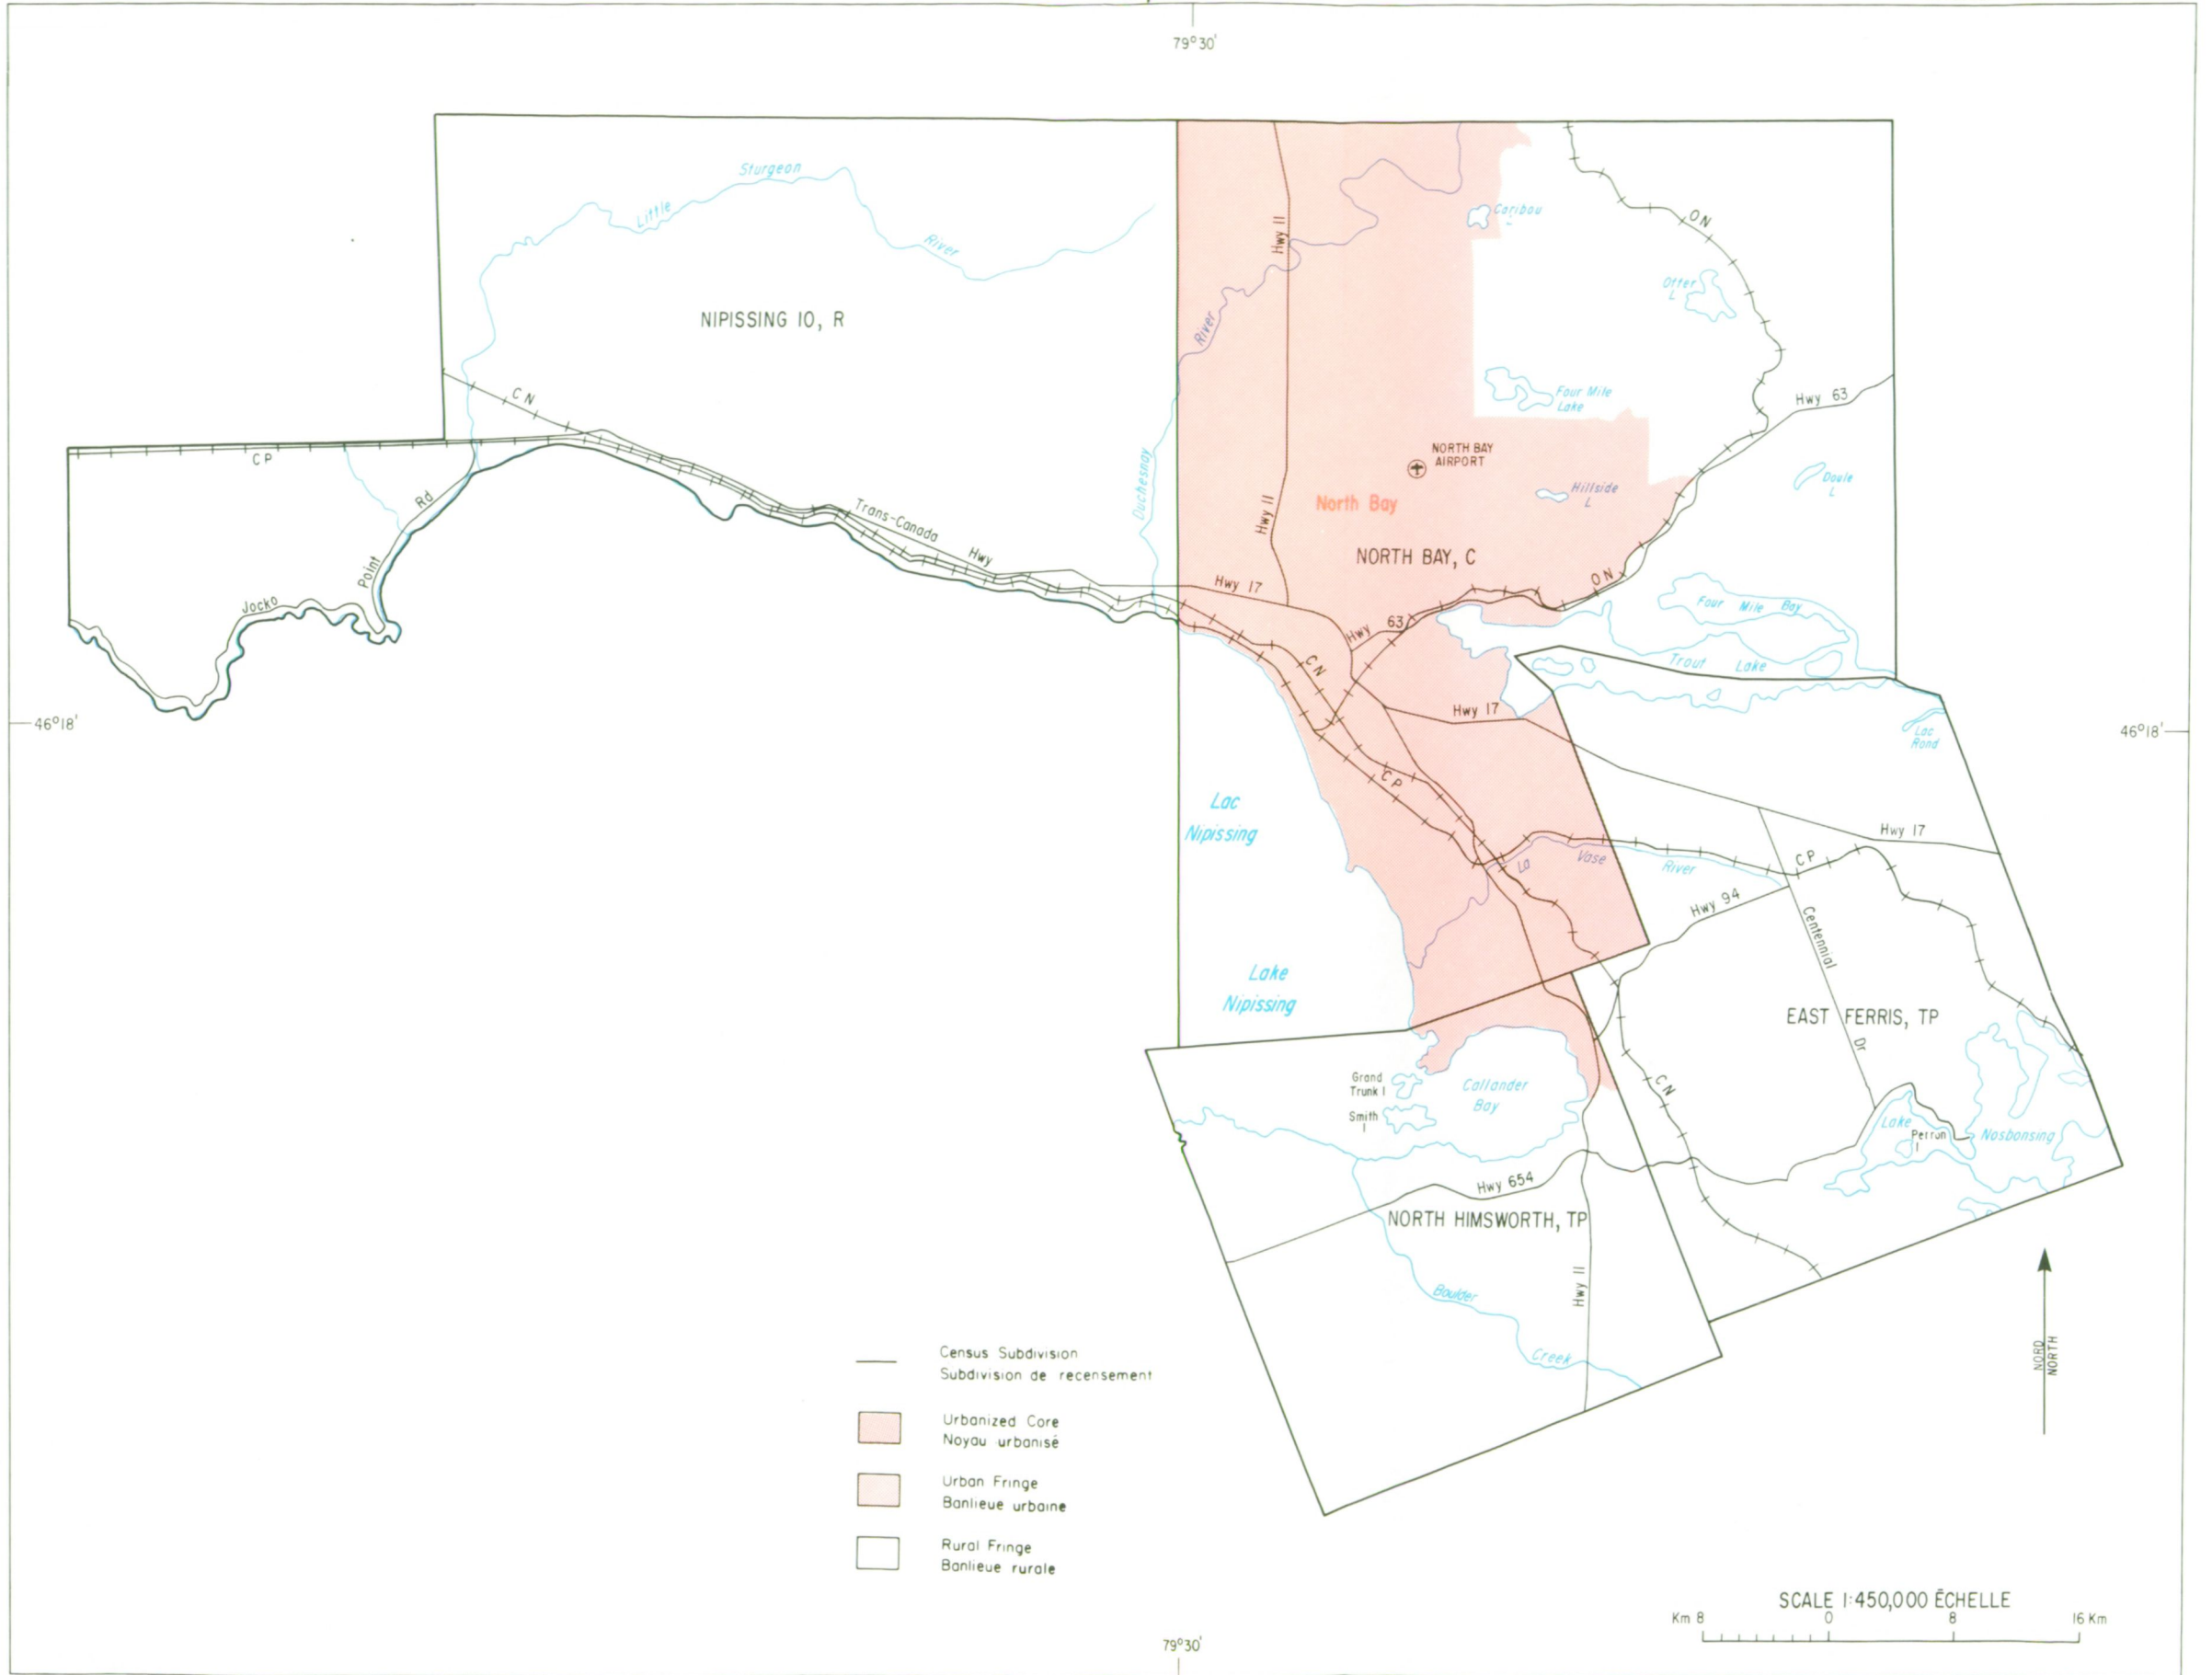 79°30'
Sturgeon
Little
River
NIPISSING 10, R
Hwy 11
Caribou
L
ON
Otter
L
River
CN
Four Mile
Lake
Hwy 63
NORTH BAY
AIRPORT
CP
Rd
Duchesnay
Hillside
L
Doule
L
North Bay
Trans-Canada
Hwy
Hwy 11
NORTH BAY, C
Point
Jocko
Hwy 17
ON
Four Mile Bay
Hwy 63
CN
Trout Lake
46°18'
Hwy 17
46°18'
Lac
Rond
CP
Lac
Nipissing
Hwy 17
La Vase River
CP
Hwy 94
Centennial
Dr
Lake
Nipissing
EAST FERRIS, TP
Grand
Trunk I
Callander
Bay
CN
Smith
I
Lake Nosbonsing
Perron
I
Hwy 654
NORTH HIMSWORTH, TP
Hwy 11
Boulder
Creek
NORD
NORTH
Census Subdivision
Subdivision de recensement
Urbanized Core
Noyau urbanisé
Urban Fringe
Banlieue urbaine
Rural Fringe
Banlieue rurale
SCALE 1:450,000 ÉCHELLE
Km 8 0 8 16 Km
79°30'